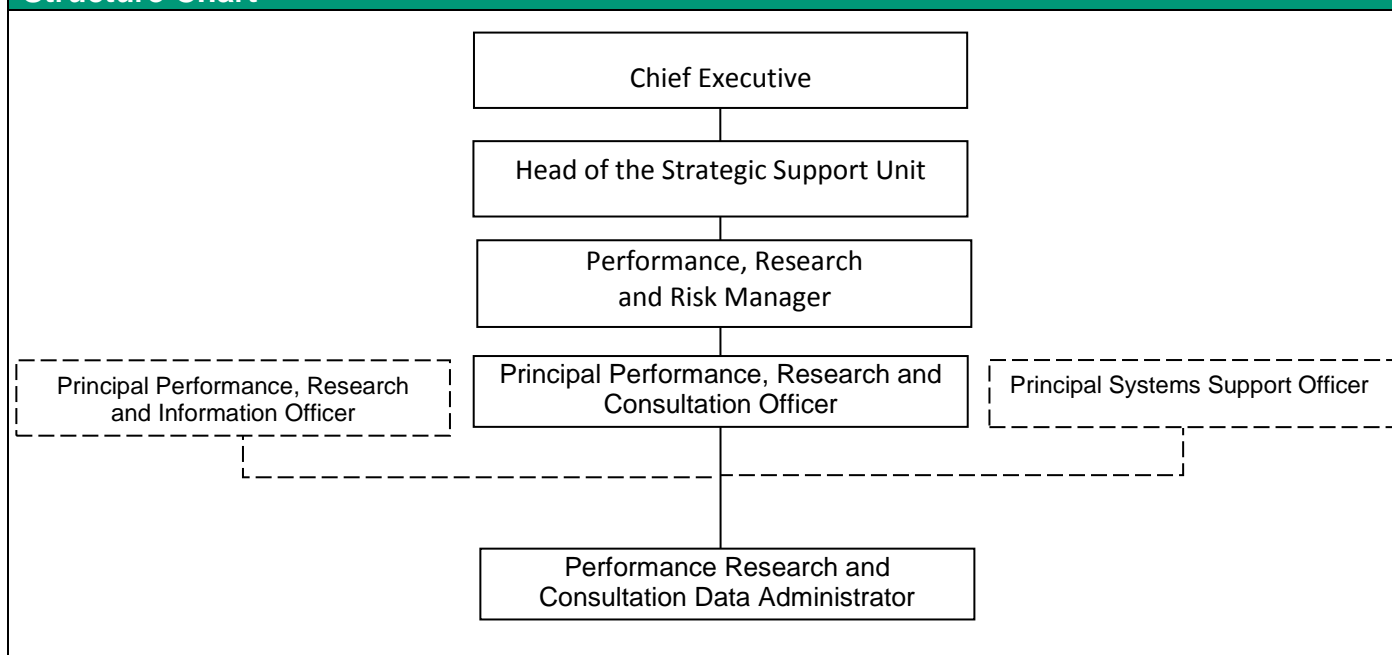 Structure Chart
Chief Executive
Head of the Strategic Support Unit
Performance, Research
and Risk Manager
Principal Performance, Research
and Information Officer
Principal Performance, Research and
Consultation Officer
Principal Systems Support Officer
Performance Research and
Consultation Data Administrator